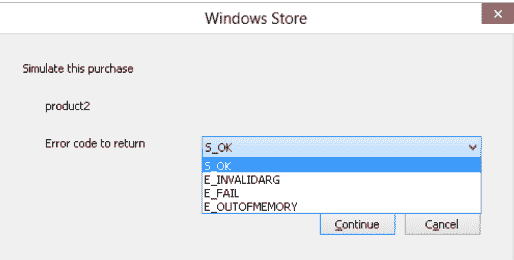 Windows Store
x
Simulate this purchase
product2
Error code to return
S_OK
S_OK
E_INVALIDARG
E_FAIL
E_OUTOFMEMORY
Continue
Cancel